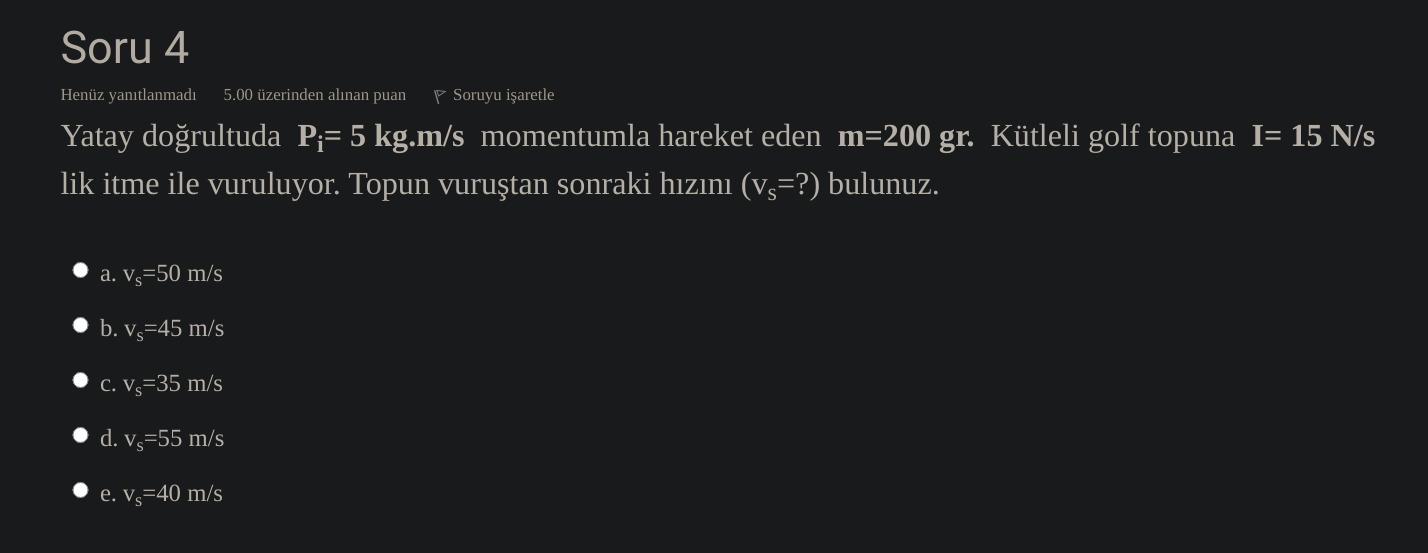 Soru 4
Henüz yanıtlanmadı 5.00 üzerinden alınan puan Soruyu işaretle
Yatay doğrultuda Pi= 5 kg.m/s momentumla hareket eden m=200 gr. Kütleli golf topuna I= 15 N/s
lik itme ile vuruluyor. Topun vuruştan sonraki hızını (vs=?) bulunuz.
a. vs=50 m/s
b. vs=45 m/s
c. vs=35 m/s
d. vs=55 m/s
e. vs=40 m/s